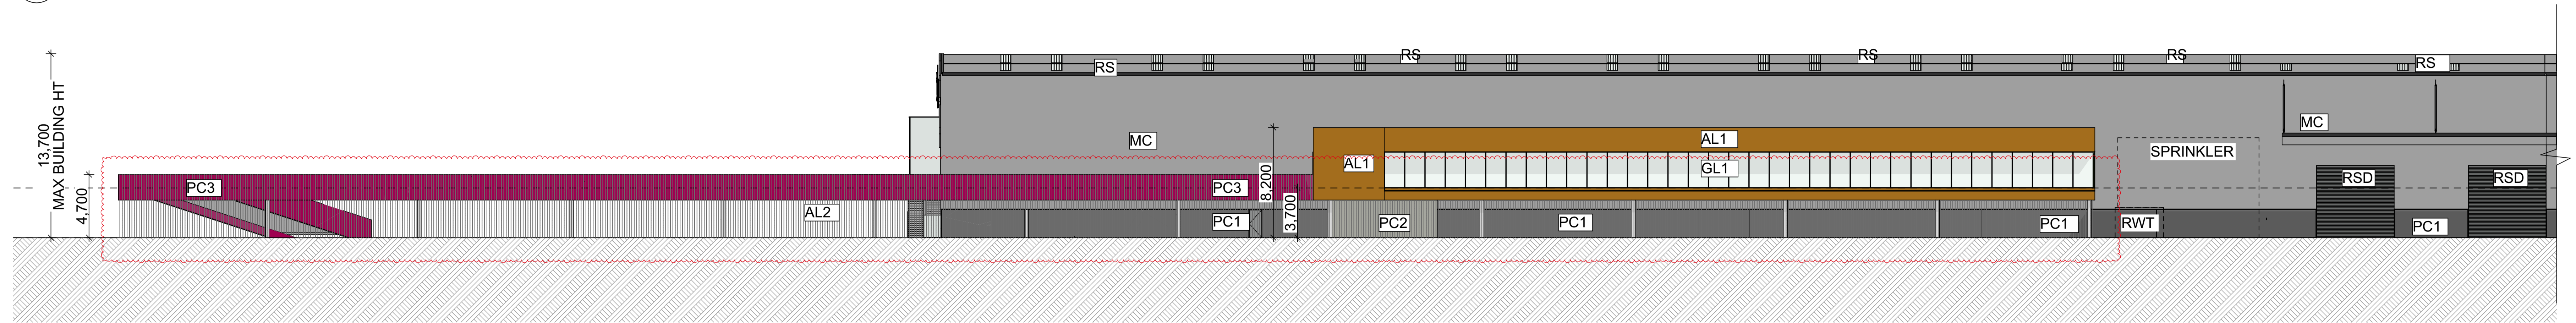 RS
RS
RS
RS
RS
13,700
MAX BUILDING HT
MC
MC
AL1
AL1
SPRINKLER
GL1
RSD
RSD
PC3
PC3
4,700
8,200
3,700
AL2
PC1
PC2
PC1
PC1
RWT
PC1